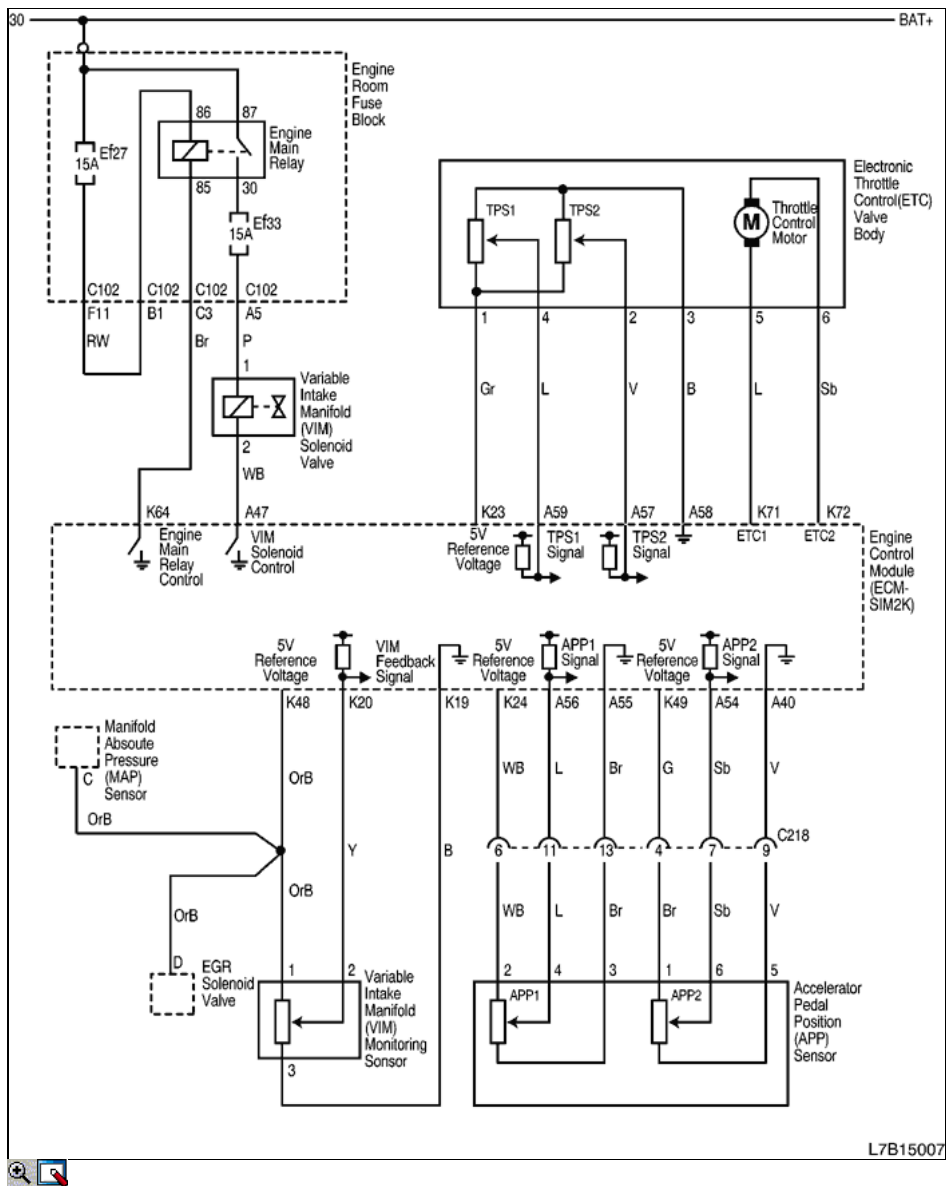 30
BAT+
Engine
Room
Fuse
Block
86
87
Engine
Main
Relay
Ef27
15A
85
30
Ef33
15A
C102
C102
C102
C102
F11
B1
C3
A5
RW
Br
P
1
Variable
Intake
Manifold
(VIM)
Solenoid
Valve
2
WB
Electronic
Throttle
Control(ETC)
Valve
Body
TPS1
TPS2
M
Throttle
Control
Motor
1
4
2
3
5
6
Gr
L
V
B
L
Sb
K64
A47
K23
A59
A57
A58
K71
K72
Engine
Main
Relay
Control
VIM
Solenoid
Control
5V
Reference
Voltage
TPS1
Signal
TPS2
Signal
ETC1
ETC2
Engine
Control
Module
(ECM-
SIM2K)
5V
Reference
Voltage
VIM
Feedback
Signal
5V
Reference
Voltage
APP1
Signal
5V
Reference
Voltage
APP2
Signal
K48
K20
K19
K24
A56
A55
K49
A54
A40
Manifold
Absoute
Pressure
(MAP)
Sensor
C
OrB
OrB
WB
L
Br
G
Sb
V
C218
6
11
13
4
7
9
Y
B
OrB
OrB
WB
L
Br
Br
Sb
V
D
EGR
Solenoid
Valve
1
2
Variable
Intake
Manifold
(VIM)
Monitoring
Sonsor
3
2
4
3
1
6
5
APP1
APP2
Accelerator
Pedal
Position
(APP)
Sensor
L7B15007